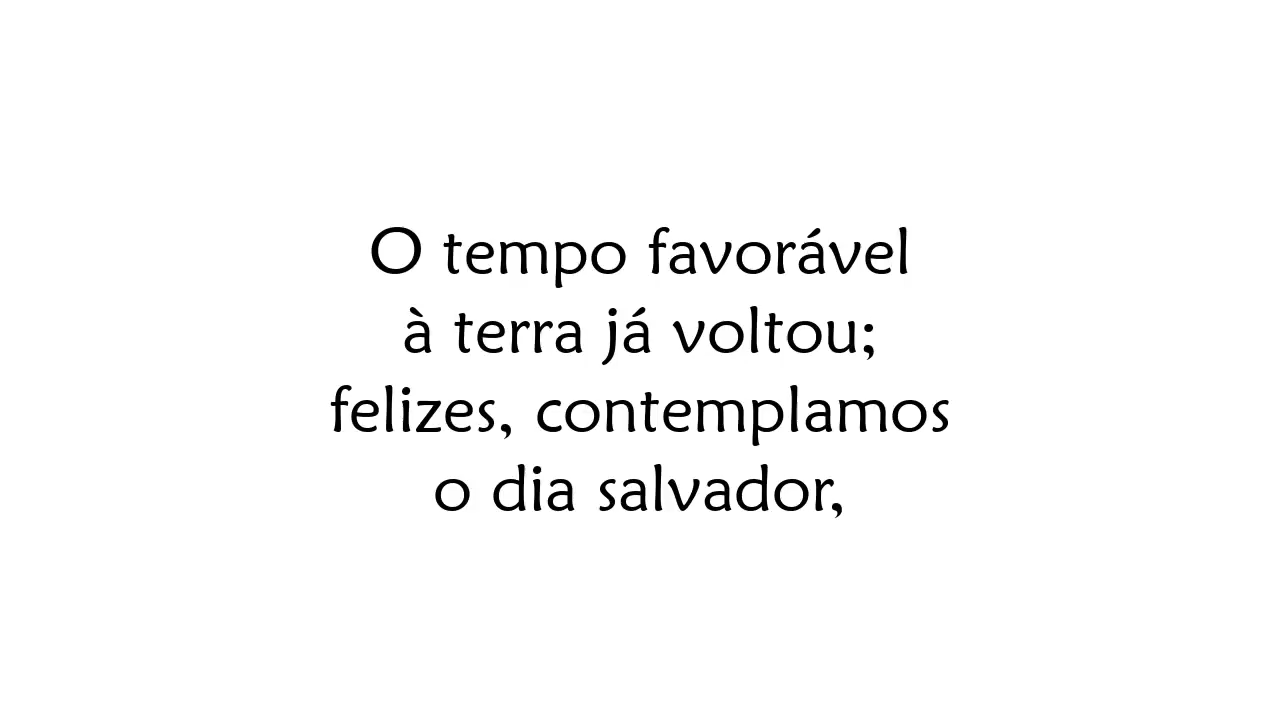 O tempo favorável
à terra já voltou;
felizes, contemplamos
o dia salvador,